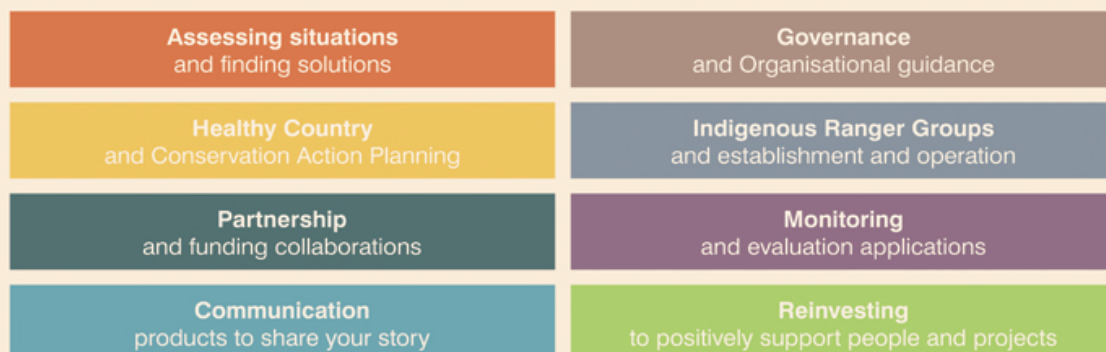 Assessing situations
and finding solutions
Governance
and Organisational guidance
Healthy Country
and Conservation Action Planning
Indigenous Ranger Groups
and establishment and operation
Partnership
and funding collaborations
Monitoring
and evaluation applications
Communication
products to share your story
Reinvesting
to positively support people and projects